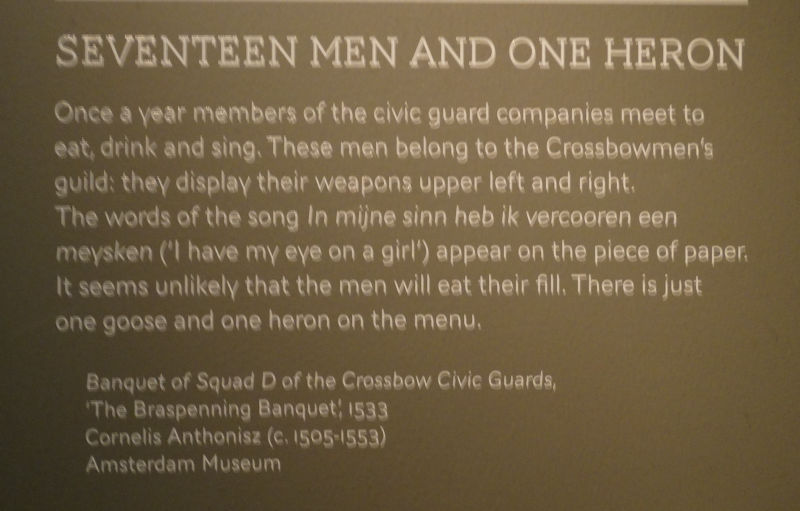 SEVENTEEN MEN AND ONE HERON
Once a year members of the civic guard companies meet to
eat, drink and sing. These men belong to the Crossbowmen's
guild: they display their weapons upper left and right.
The words of the song In mijne sinn heb ik vercooren een
meysken ('I have my eye on a girl') appear on the piece of paper.
It seems unlikely that the men will eat their fill. There is just
one goose and one heron on the menu.
Banquet of Squad D of the Crossbow Civic Guards,
'The Braspenning Banquet', 1533
Cornelis Anthonisz (c. 1505-1553)
Amsterdam Museum